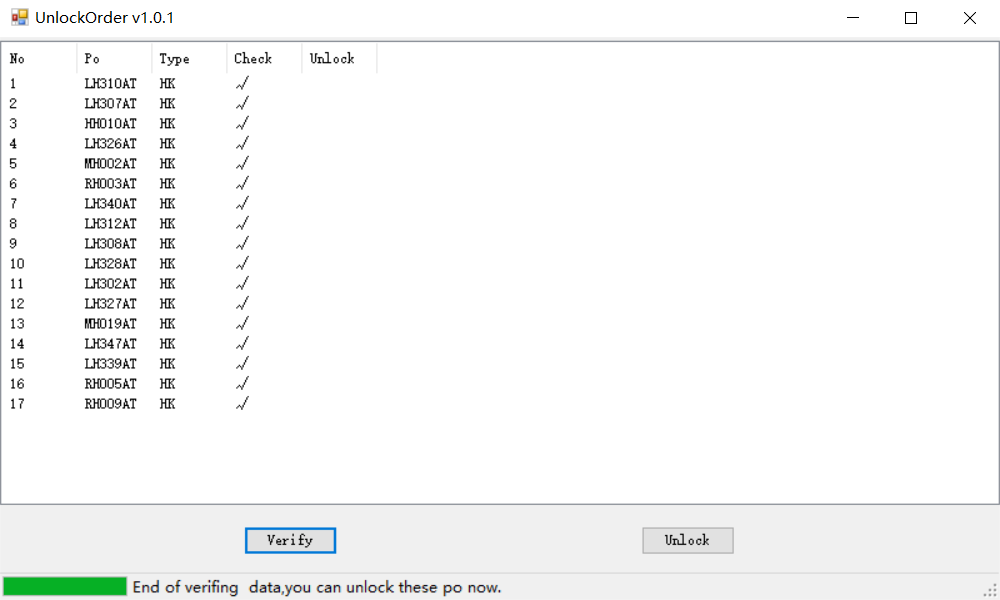 UnlockOrder v1.0.1
No Po Type Check Unlock
1 LH310AT HK √
2 LH307AT HK √
3 HH010AT HK √
4 LH326AT HK √
5 MH002AT HK √
6 RH003AT HK √
7 LH340AT HK √
8 LH312AT HK √
9 LH308AT HK √
10 LH328AT HK √
11 LH302AT HK √
12 LH327AT HK √
13 MH019AT HK √
14 LH347AT HK √
15 LH339AT HK √
16 RH005AT HK √
17 RH009AT HK √
Verify Unlock
End of verifing  data,you can unlock these po now.